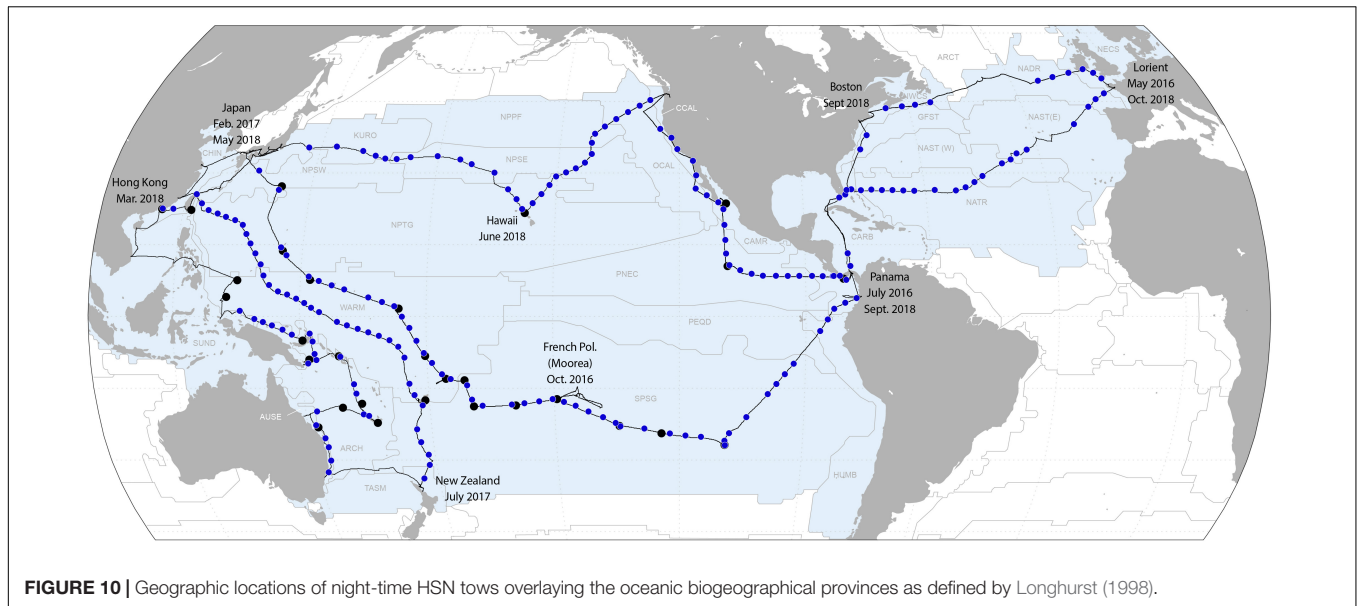 ARCT
NECS
NADR
Lorient
May 2016
Oct. 2018
Boston
Sept 2018
NWCS
GFST
NAST(E)
NAST (W)
NATR
CCAL
NPPF
KURO
NPSE
OCAL
Japan
Feb. 2017
May 2018
CHIN
NPSW
Hong Kong
Mar. 2018
Hawaii
June 2018
NPTG
CAMR
CARB
PNEC
Panama
July 2016
Sept. 2018
WARM
PEQD
SUND
French Pol.
(Moorea)
Oct. 2016
SPSG
AUSE
ARCH
TASM
New Zealand
July 2017
HUMB
FIGURE 10 | Geographic locations of night-time HSN tows overlaying the oceanic biogeographical provinces as defined by Longhurst (1998).